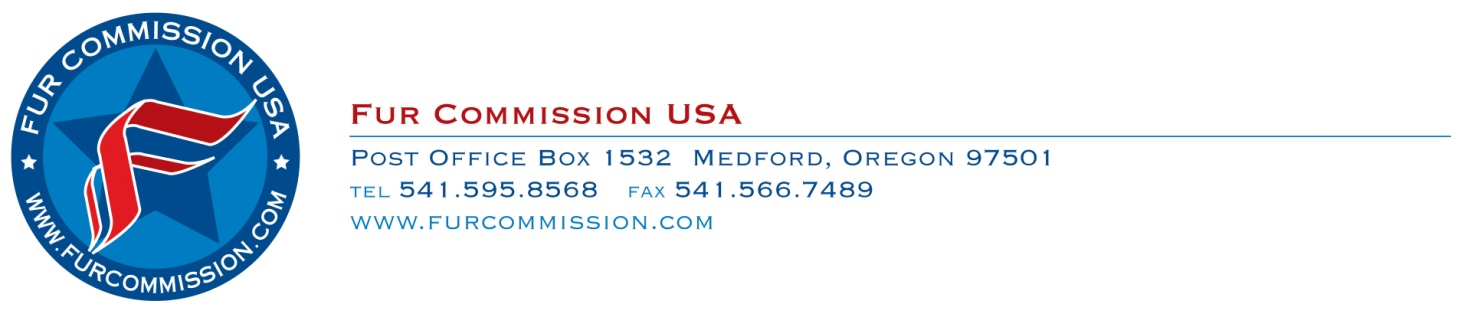 FUR COMMISSION USA
WWW.FURCOMMISSION.COM
FUR COMMISSION USA
POST OFFICE BOX 1532 MEDFORD, OREGON 97501
TEL 541.595.8568 FAX 541.566.7489
WWW.FURCOMMISSION.COM